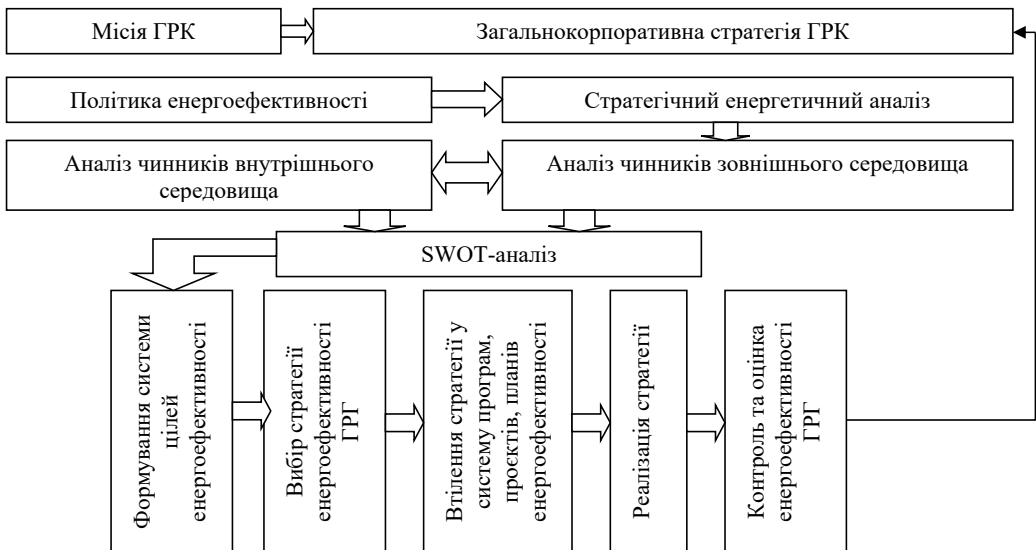 Місія ГРК
Загальнокорпоративна стратегія ГРК
Політика енергоефективності
Стратегічний енергетичний аналіз
Аналіз чинників внутрішнього
середовища
Аналіз чинників зовнішнього середовища
SWOT-аналіз
Формування системи
цілей
енергоефективності
Вибір стратегії
енергоефективності
ГРГ
Втілення стратегії у
систему програм,
проєктів, планів
енергоефективності
Реалізація стратегії
Контроль та оцінка
енергоефективності
ГРГ